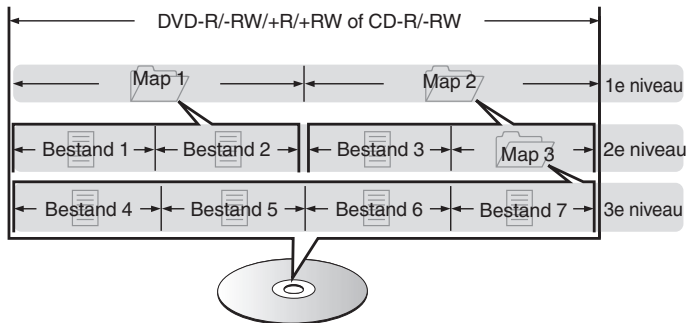 DVD-R/-RW/+R/+RW of CD-R/-RW
Map 1 Map 2 1e niveau
Bestand 1 Bestand 2 Bestand 3 Map 3 2e niveau
Bestand 4 Bestand 5 Bestand 6 Bestand 7 3e niveau